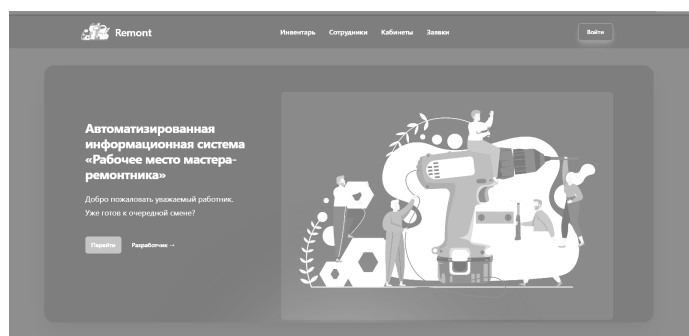 Remont
Инвентарь Сотрудники Кабинеты Заявки
Войти
Автоматизированная
информационная система
«Рабочее место мастера-
ремонтника»
Добро пожаловать уважаемый работник.
Уже готов к очередной смене?
Перейти Разработчик →